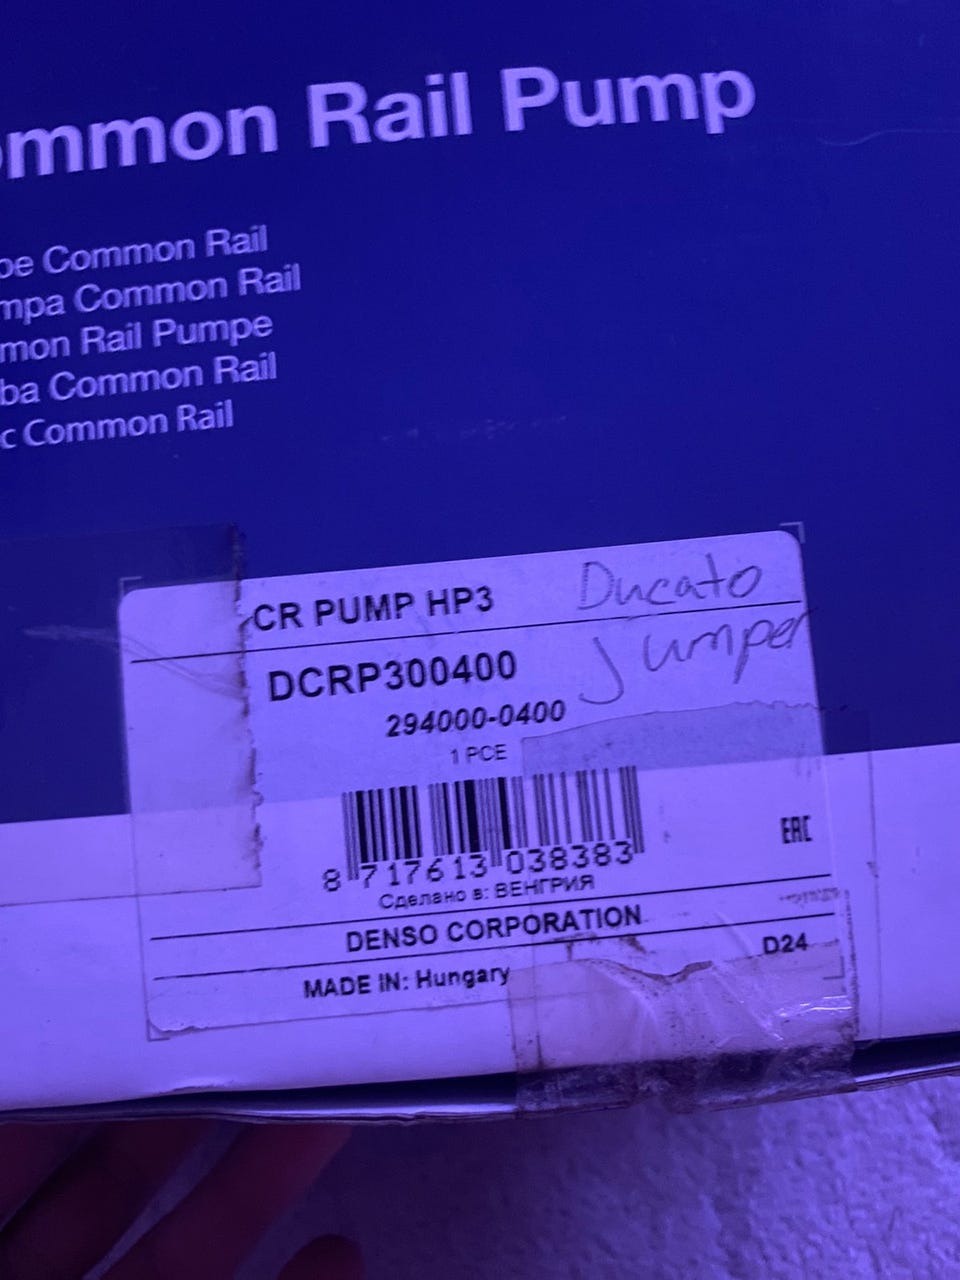 ommon Rail Pump
pe Common Rail
mpa Common Rail
mon Rail Pumpe
ba Common Rail
c Common Rail
CR PUMP HP3
Ducato
Jumper
DCRP300400
294000-0400
1 PCE
8 717613 038383
EAC
Сделано в: ВЕНГРИЯ
DENSO CORPORATION
D24
MADE IN: Hungary